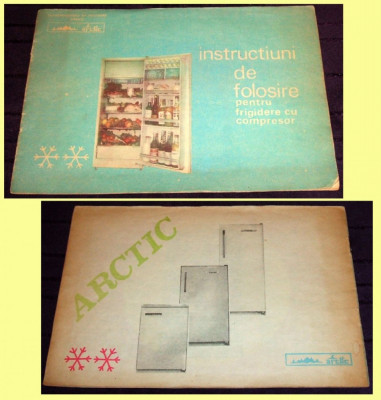 instructiuni
de
folosire
pentru
frigidere cu
compresor
ARCTIC